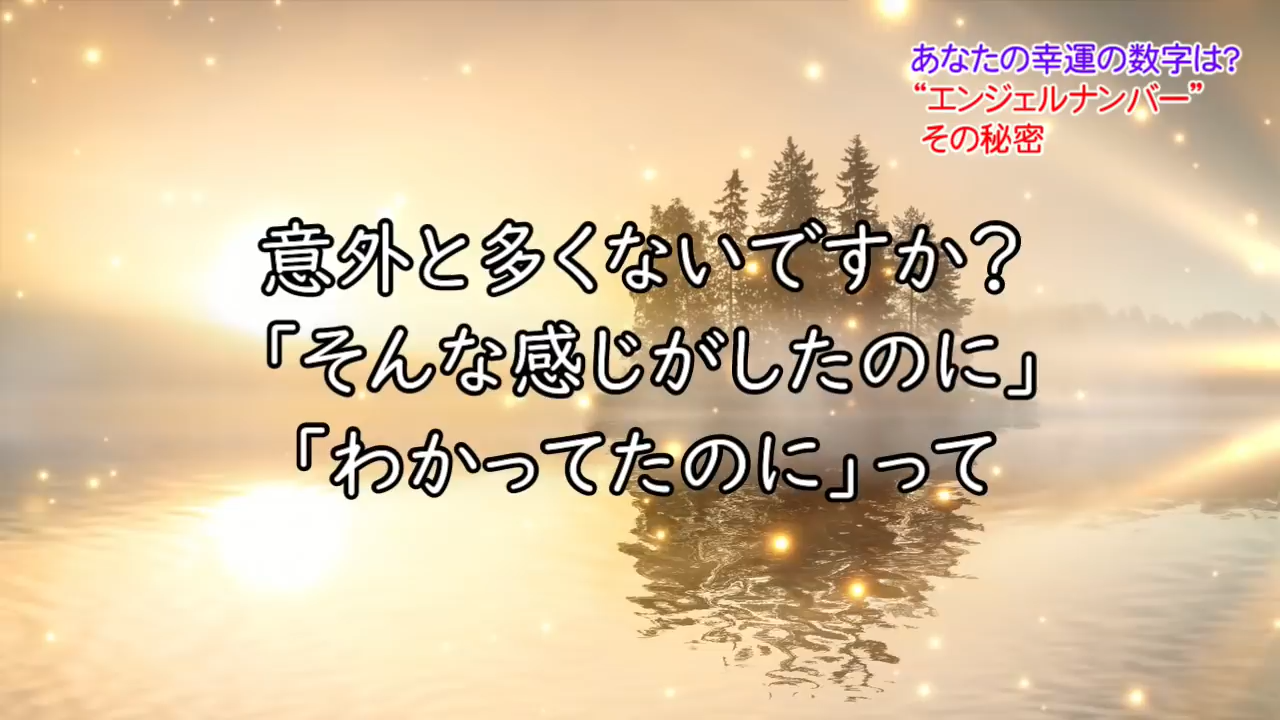 あなたの幸運の数字は?
“エンジェルナンバー”
その秘密
意外と多くないですか？
「そんな感じがしたのに」
「わかってたのに」って